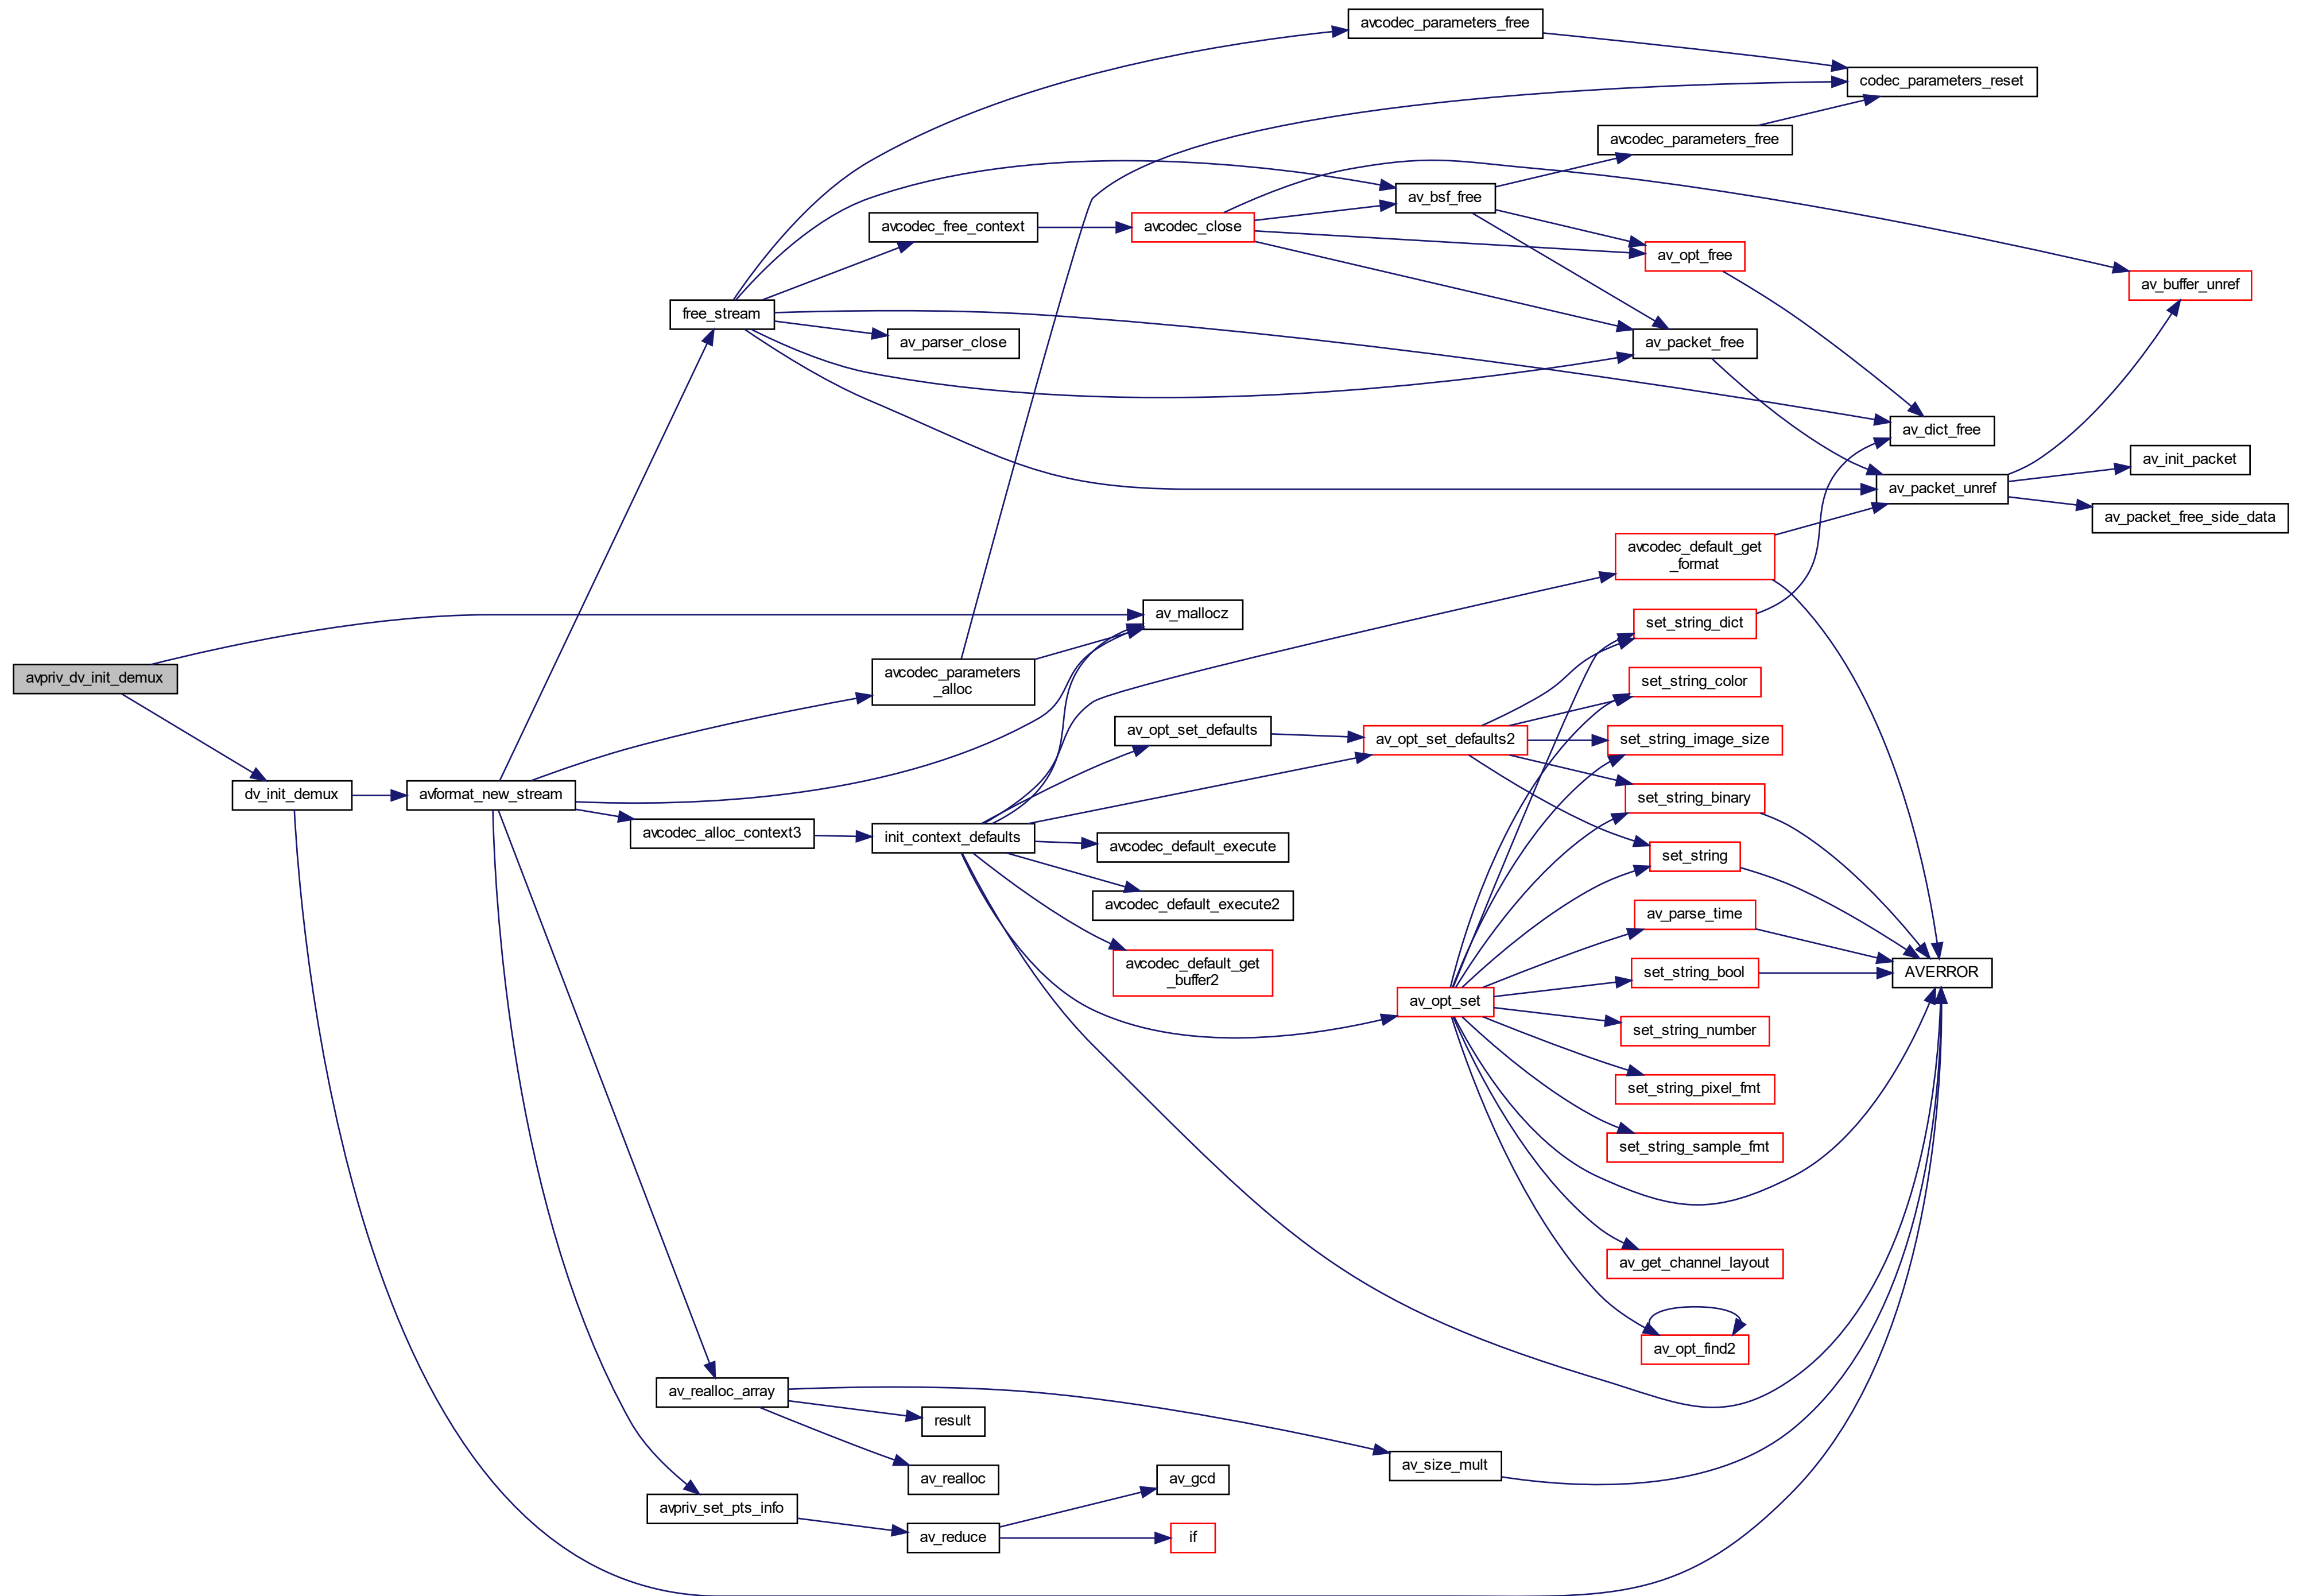 avcodec_parameters_free
codec_parameters_reset
avcodec_parameters_free
av_bsf_free
avcodec_free_context
avcodec_close
av_opt_free
av_buffer_unref
free_stream
av_parser_close
av_packet_free
av_dict_free
av_init_packet
av_packet_unref
av_packet_free_side_data
avcodec_default_get
_format
av_mallocz
set_string_dict
avpriv_dv_init_demux
avcodec_parameters
_alloc
set_string_color
av_opt_set_defaults
av_opt_set_defaults2
set_string_image_size
dv_init_demux
avformat_new_stream
set_string_binary
avcodec_alloc_context3
init_context_defaults
avcodec_default_execute
set_string
avcodec_default_execute2
av_parse_time
avcodec_default_get
_buffer2
set_string_bool
AVERROR
av_opt_set
set_string_number
set_string_pixel_fmt
set_string_sample_fmt
av_get_channel_layout
av_opt_find2
av_realloc_array
result
av_size_mult
av_realloc
av_gcd
avpriv_set_pts_info
av_reduce
if